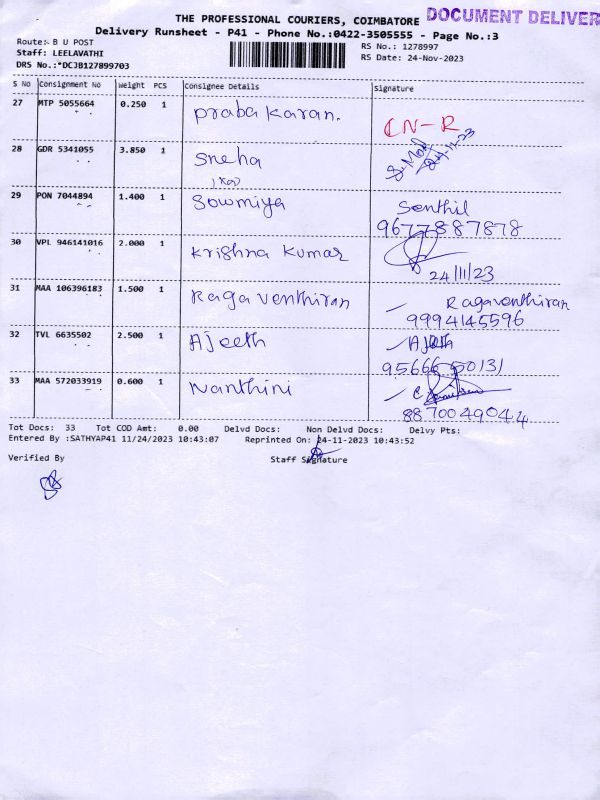 THE PROFESSIONAL COURIERS, COIMBATORE DOCUMENT DELIVER
Delivery Runsheet - P41 - Phone No.:0422-3505555 - Page No.:3
Route:- B U POST
RS No.: 1278997
Staff: LEELAVATHI
RS Date: 24-Nov-2023
DRS No.:*DCJB127899703
S No Consignment No Weight PCS Consignee Details Signature
27 MTP 5055664 0.250 1 Praba karan. CN-R
28 GDR 5341055 3.850 1 Sneha
29 PON 7044894 1.400 1 Sowmiya Senthil
9677887878
30 VPL 946141016 2.000 1 Krishna kumar
24/11/23
31 MAA 106396183 1.500 1 Ragaventhiran Ragaventhiran
9994145596
32 TVL 6635502 2.500 1 Ajeeth Ajeeth
33 MAA 572033919 0.600 1 Nanthini
8870049044
Tot Docs: 33 Tot COD Amt: 0.00 Delvd Docs: Non Delvd Docs: Delvy Pts:
Entered By :SATHYAP41 11/24/2023 10:43:07 Reprinted On: 24-11-2023 10:43:52
Verified By Staff Signature